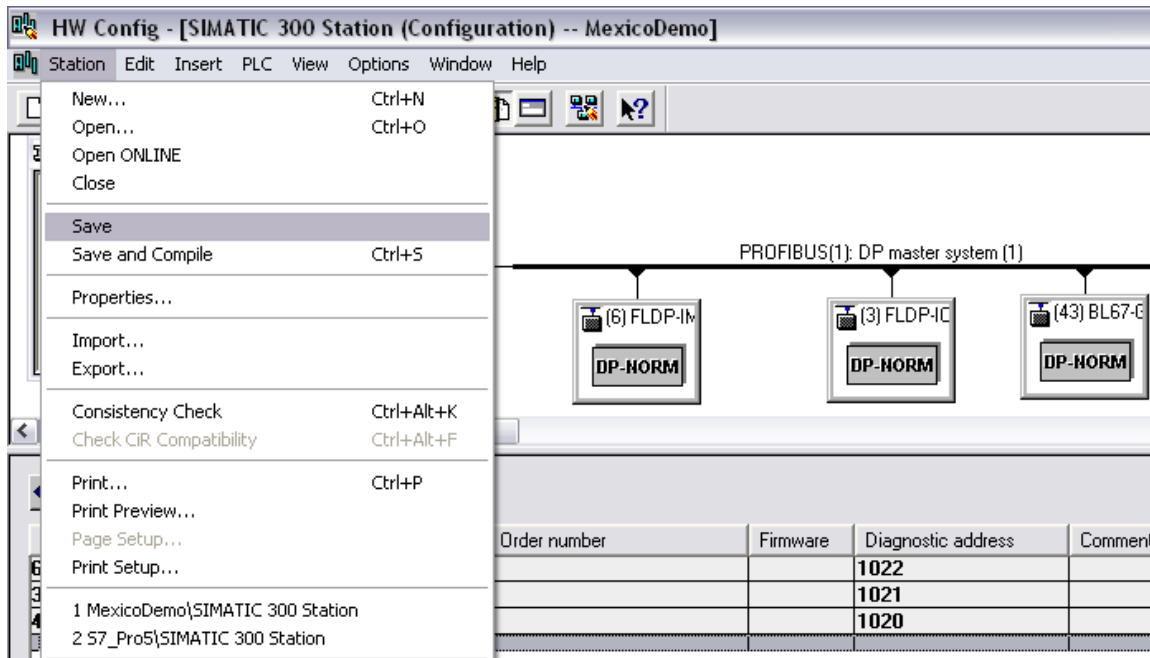 HW Config - [SIMATIC 300 Station (Configuration) -- MexicoDemo]
Station Edit Insert PLC View Options Window Help
New... Ctrl+N
Open... Ctrl+O
Open ONLINE
Close
Save
Save and Compile Ctrl+S
Properties...
Import...
Export...
Consistency Check Ctrl+Alt+K
Check CiR Compatibility Ctrl+Alt+F
Print... Ctrl+P
Print Preview...
Page Setup...
Print Setup...
1 MexicoDemo\SIMATIC 300 Station
2 S7_Pro5\SIMATIC 300 Station
PROFIBUS(1): DP master system (1)
(6) FLDP-IM
DP-NORM
(3) FLDP-IO
DP-NORM
(43) BL67-G
DP-NORM
Order number Firmware Diagnostic address Comment
6 1022
3 1021
4 1020